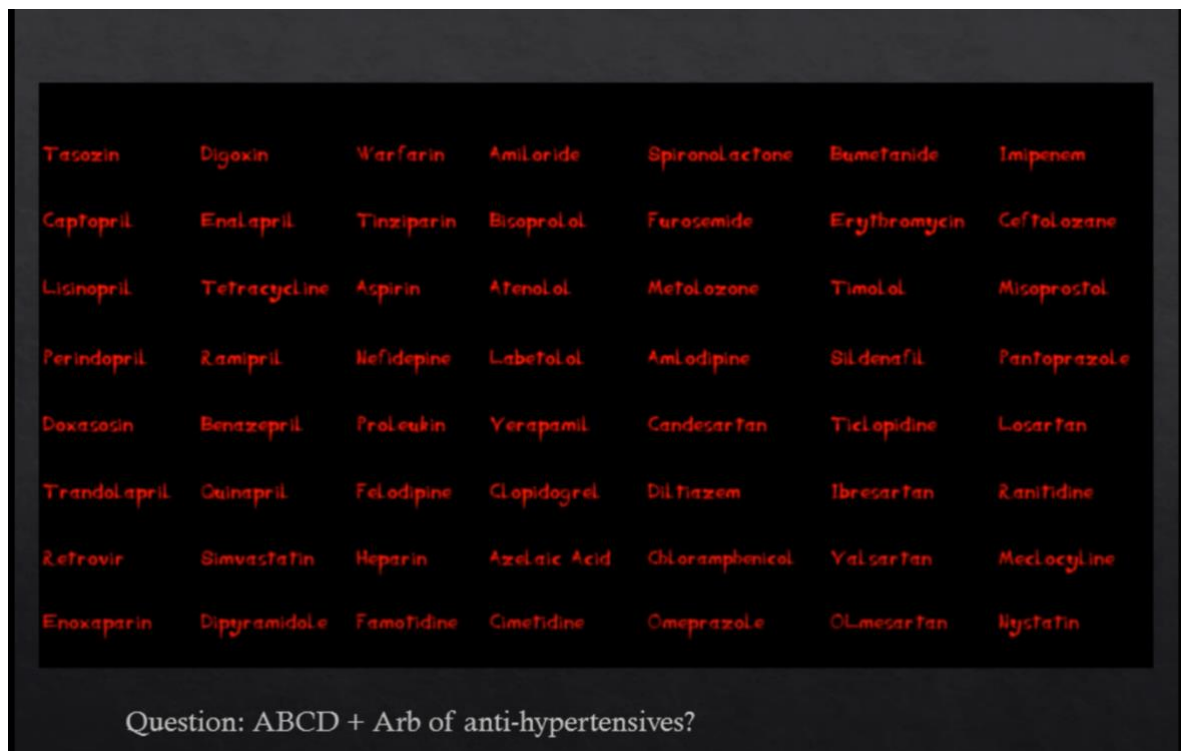 Tasozin Digoxin Warfarin Amiloride Spironolactone Bumetanide Imipenem
Captopril Enalapril Tinziparin Bisoprolol Furosemide Erythromycin Ceftolozane
Lisinopril Tetracycline Aspirin Atenolol Metolozone Timolol Misoprostol
Perindopril Ramipril Nefidepine Labetolol Amlodipine Sildenafil Pantoprazole
Doxasosin Benazepril Proleukin Verapamil Candesartan Ticlopidine Losartan
Trandolapril Quinapril Felodipine Clopidogrel Diltiazem Ibresartan Ranitidine
Retrovir Simvastatin Heparin Azelaic Acid Chloramphenicol Valsartan Meclocyline
Enoxaparin Dipyramidole Famotidine Cimetidine Omeprazole OLmesartan Nystatin
Question: ABCD + Arb of anti-hypertensives?